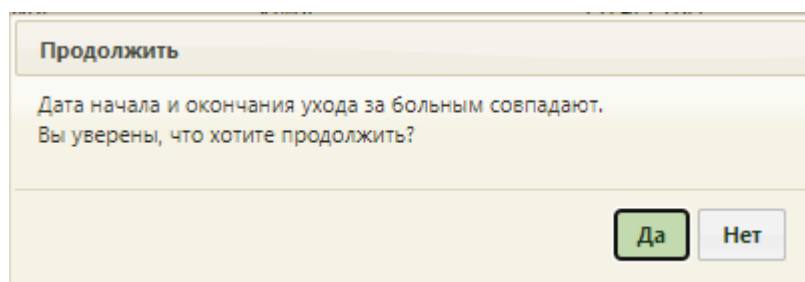 Продолжить
Дата начала и окончания ухода за больным совпадают.
Вы уверены, что хотите продолжить?
Да Нет